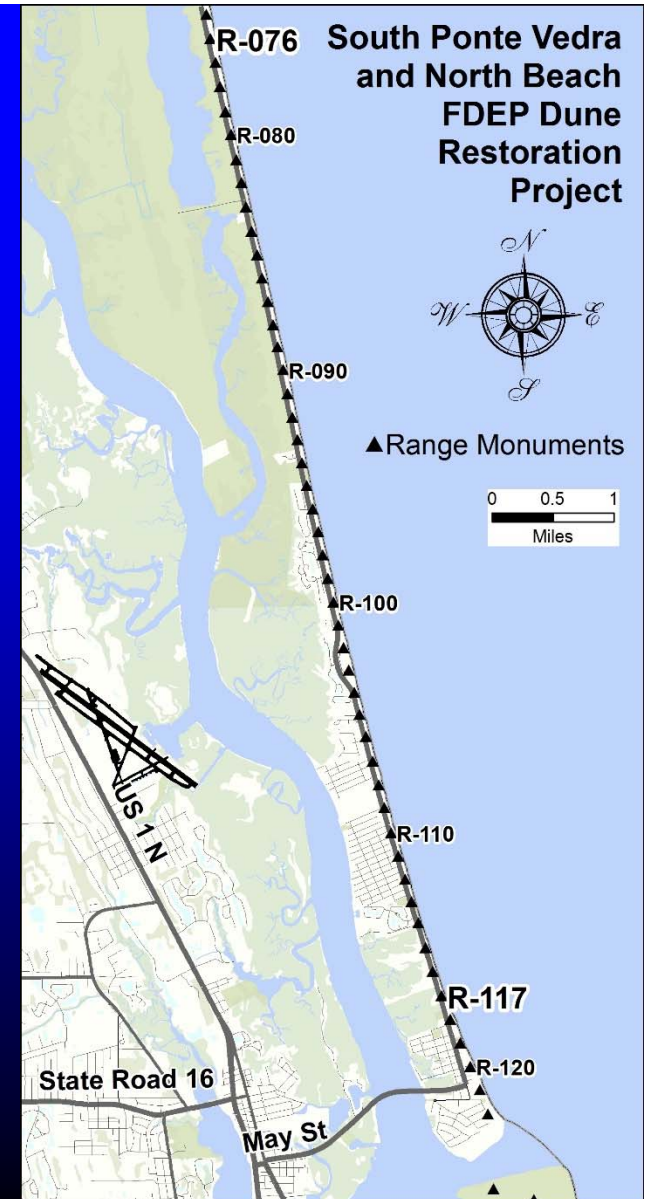 South Ponte Vedra
and North Beach
FDEP Dune
Restoration
Project
N
W
E
S
▲Range Monuments
0 0.5 1
Miles
R-076
R-080
R-090
R-100
R-110
R-117
R-120
US 1 N
State Road 16
May St